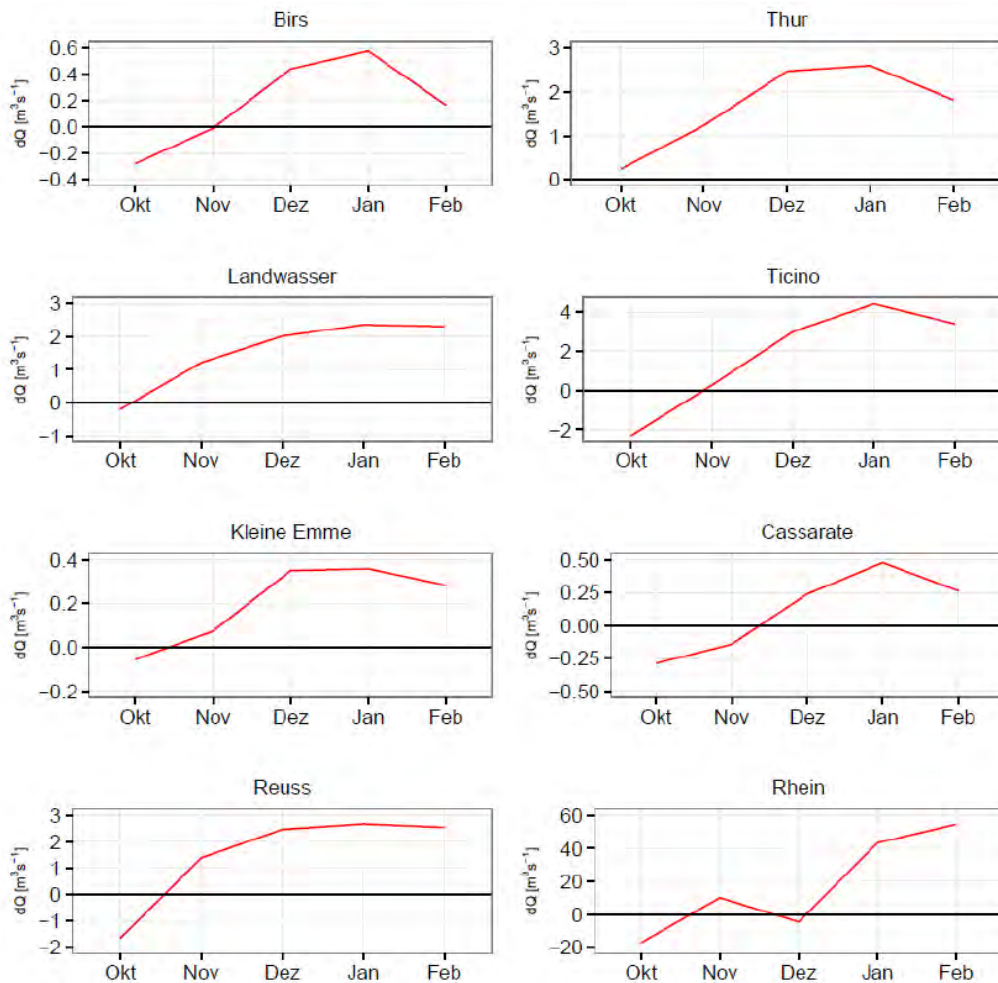 Birs
dQ [m³s⁻¹]
0.6
0.4
0.2
0.0
−0.2
−0.4
Okt Nov Dez Jan Feb
Thur
dQ [m³s⁻¹]
3
2
1
0
Okt Nov Dez Jan Feb
Landwasser
dQ [m³s⁻¹]
3
2
1
0
−1
Okt Nov Dez Jan Feb
Ticino
dQ [m³s⁻¹]
4
2
0
−2
Okt Nov Dez Jan Feb
Kleine Emme
dQ [m³s⁻¹]
0.4
0.2
0.0
−0.2
Okt Nov Dez Jan Feb
Cassarate
dQ [m³s⁻¹]
0.50
0.25
0.00
−0.25
−0.50
Okt Nov Dez Jan Feb
Reuss
dQ [m³s⁻¹]
3
2
1
0
−1
−2
Okt Nov Dez Jan Feb
Rhein
dQ [m³s⁻¹]
60
40
20
0
−20
Okt Nov Dez Jan Feb